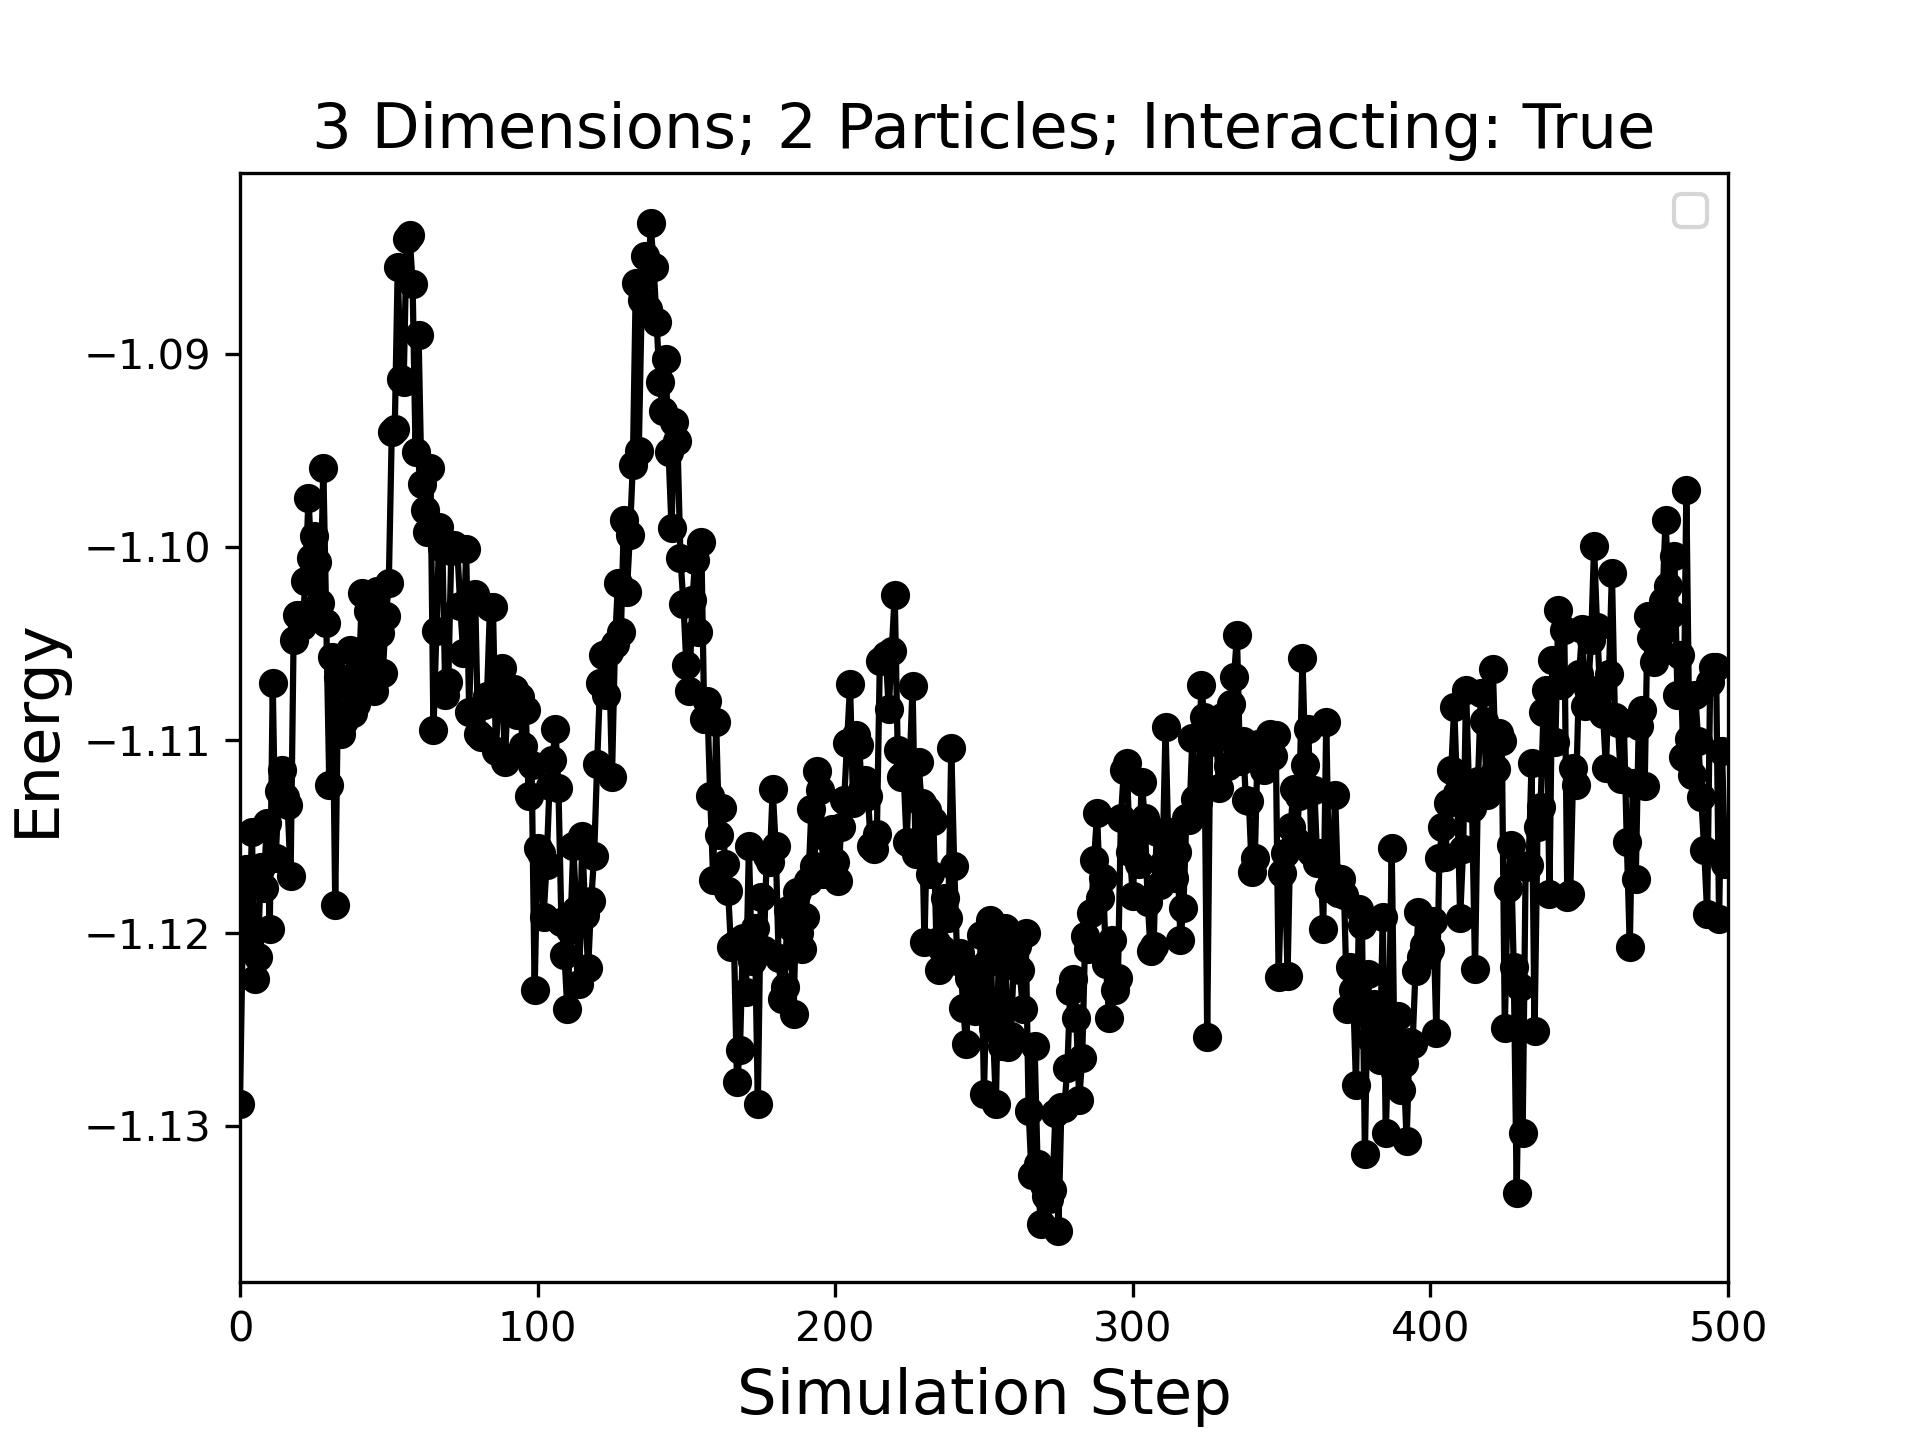 3 Dimensions; 2 Particles; Interacting: True
Energy
−1.09
−1.10
−1.11
−1.12
−1.13
0 100 200 300 400 500
Simulation Step